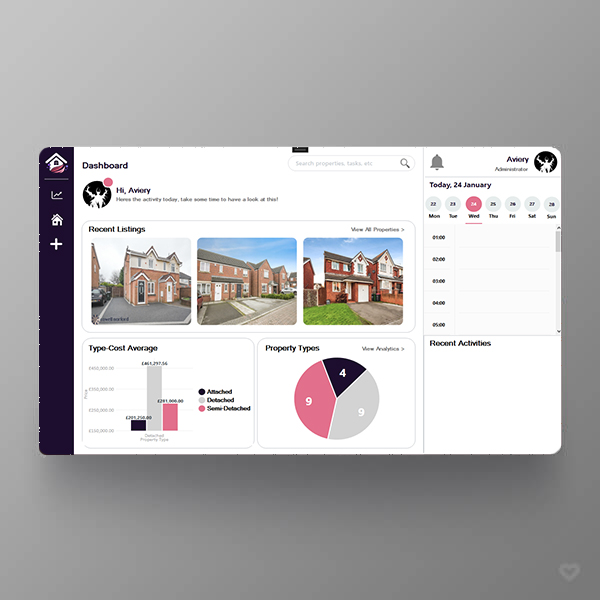 Dashboard
Search properties, tasks, etc
Hi, Aviery
Heres the activity today, take some time to have a look at this!
Recent Listings
View All Properties >
Type-Cost Average
£461,297.56
£281,000.00
£201,250.00
£450,000.00
£350,000.00
£250,000.00
£150,000.00
Price
Detached
Property Type
Attached
Detached
Semi-Detached
Property Types
View Analytics >
4
9
9
Aviery
Administrator
Today, 24 January
22 23 24 25 26 27 28
Mon Tue Wed Thu Fri Sat Sun
01:00
02:00
03:00
04:00
05:00
Recent Activities